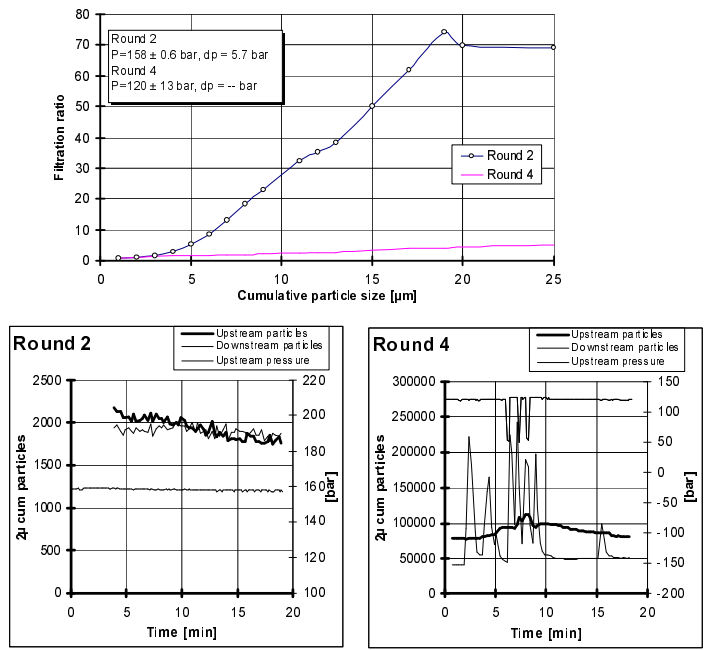 80
70
60
50
40
30
20
10
0
Filtration ratio
Round 2
P=158 ± 0.6 bar, dp = 5.7 bar
Round 4
P=120 ± 13 bar, dp = -- bar
Round 2
Round 4
0 5 10 15 20 25
Cumulative particle size [µm]
Round 2
Upstream particles
Downstream particles
Upstream pressure
2500
2000
1500
1000
500
0
2µ cum particles
220
200
180
160
140
120
100
[bar]
0 5 10 15 20
Time [min]
Round 4
Upstream particles
Downstream particles
Upstream pressure
300000
250000
200000
150000
100000
50000
0
2µ cum particles
150
100
50
0
-50
-100
-150
-200
[bar]
0 5 10 15 20
Time [min]